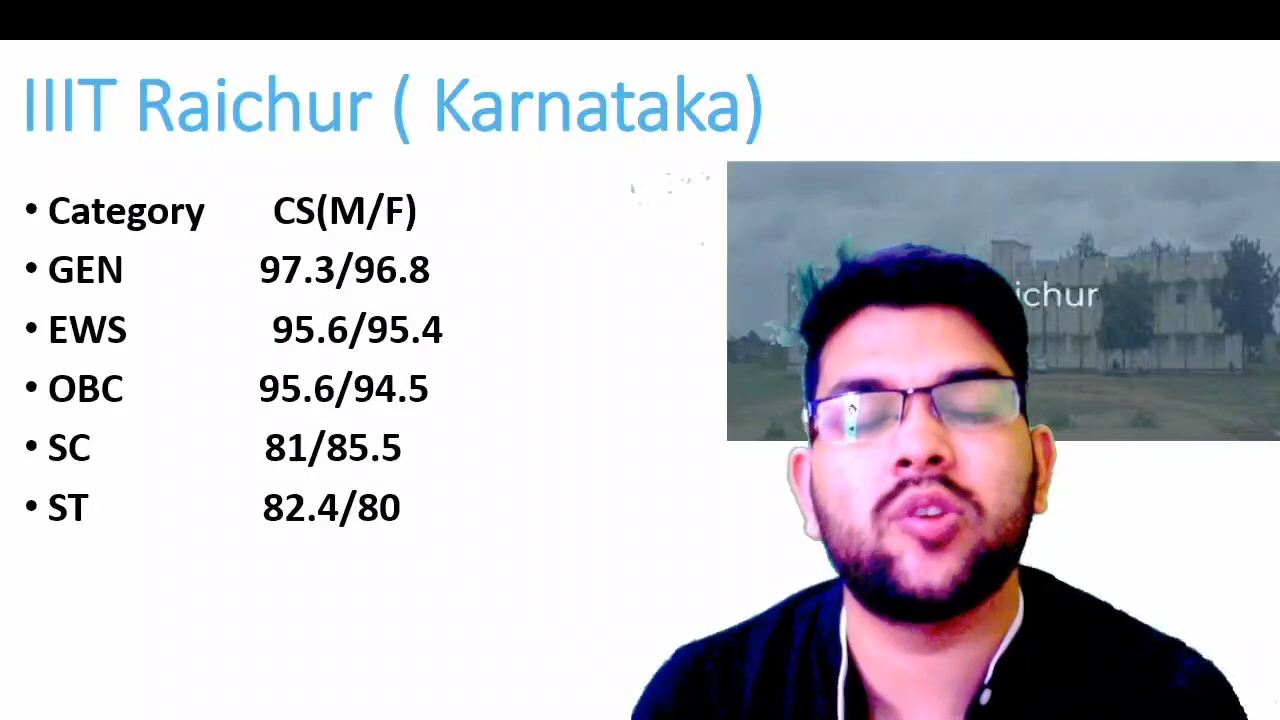 IIIT Raichur ( Karnataka)
• Category CS(M/F)
• GEN 97.3/96.8
• EWS 95.6/95.4
• OBC 95.6/94.5
• SC 81/85.5
• ST 82.4/80
ichur